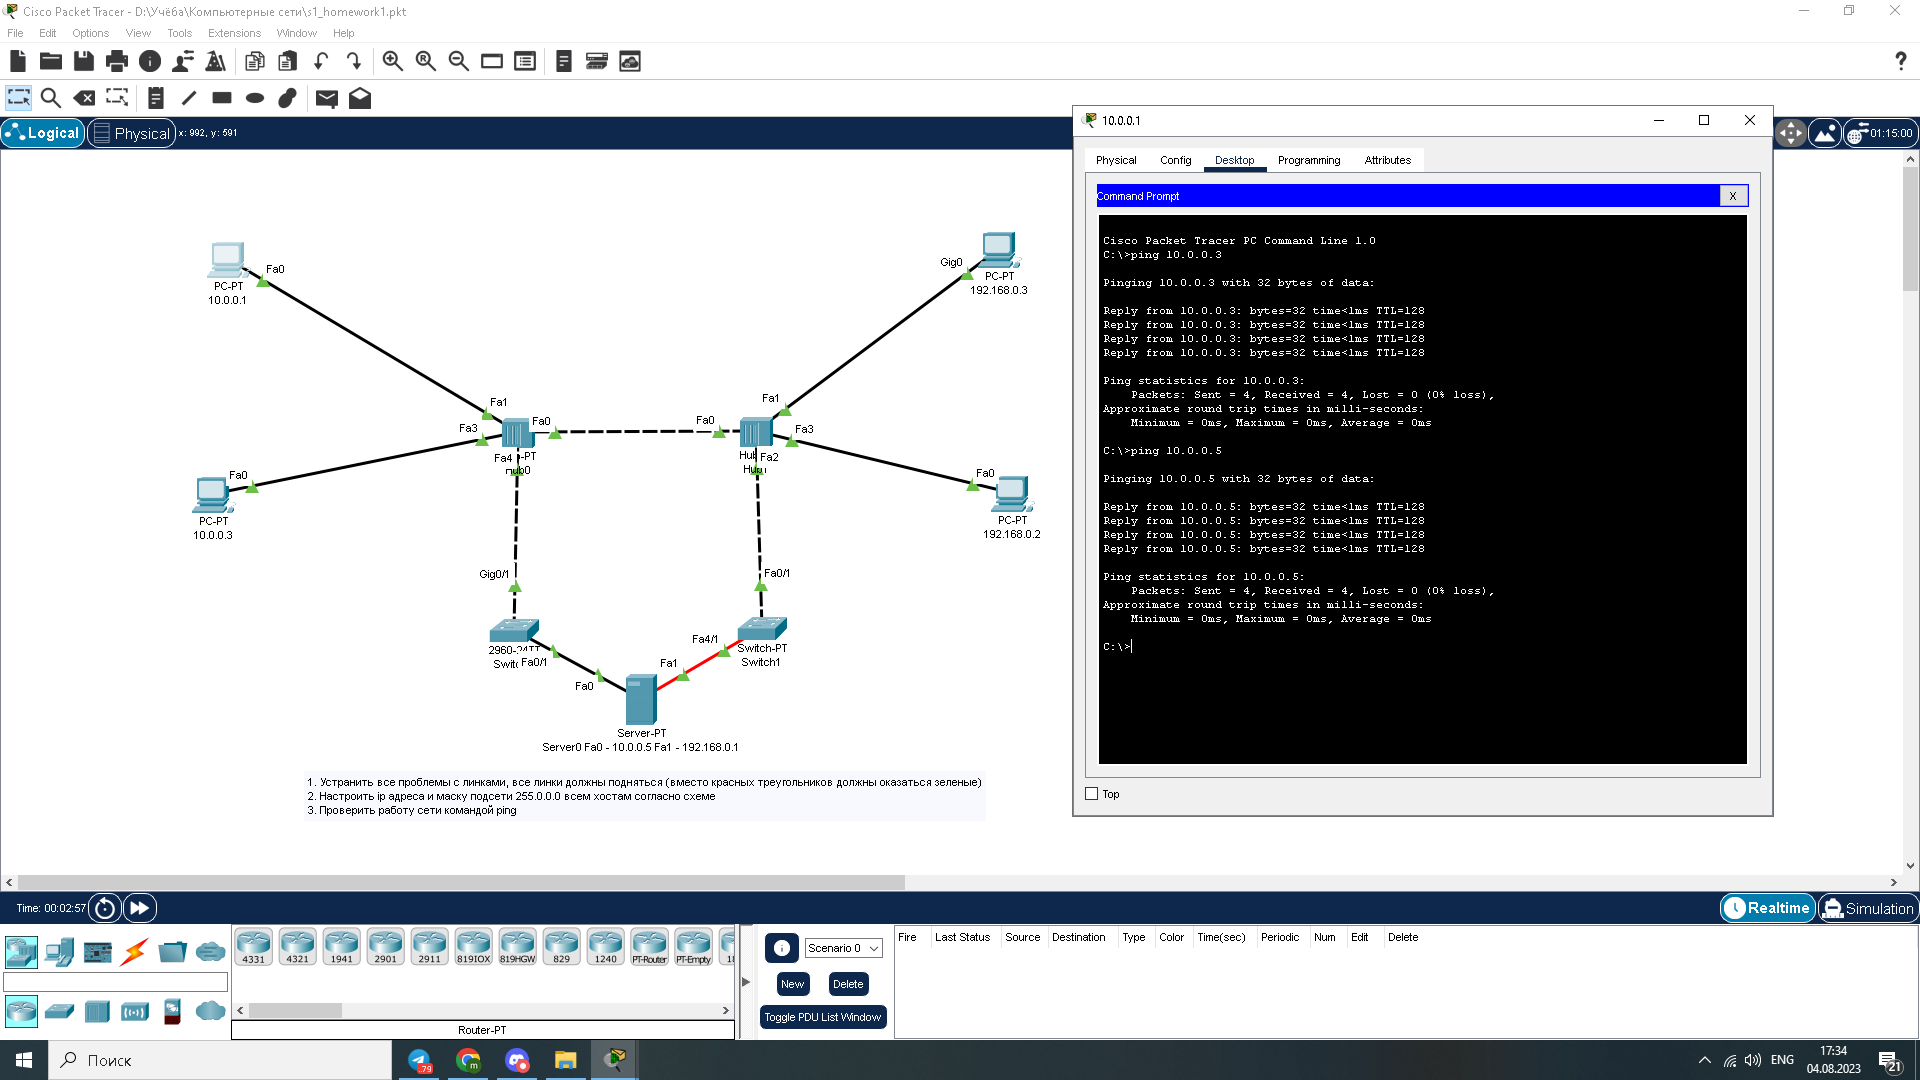 Cisco Packet Tracer - D:\Учёба\Компьютерные сети\s1_homework1.pkt
File Edit Options View Tools Extensions Window Help
Logical Physical x: 992, y: 591
01:15:00
Fa0
PC-PT
10.0.0.1
Gig0
PC-PT
192.168.0.3
Fa1
Fa3
Fa0
Fa4
-PT
Hub0
Fa1
Fa0
Fa3
Hub
Fa2
Fa0
PC-PT
10.0.0.3
Fa0
PC-PT
192.168.0.2
Gig0/1
Fa0/1
2960-24TT
Switc
Fa0/1
Fa4/1
Switch-PT
Switch1
Fa0
Fa1
Server-PT
Server0 Fa0 - 10.0.0.5 Fa1 - 192.168.0.1
1. Устранить все проблемы с линками, все линки должны подняться (вместо красных треугольников должны оказаться зеленые)
2. Настроить ip адреса и маску подсети 255.0.0.0 всем хостам согласно схеме
3. Проверить работу сети командой ping
10.0.0.1
Physical Config Desktop Programming Attributes
Command Prompt
X
Cisco Packet Tracer PC Command Line 1.0
C:\>ping 10.0.0.3
Pinging 10.0.0.3 with 32 bytes of data:
Reply from 10.0.0.3: bytes=32 time<1ms TTL=128
Reply from 10.0.0.3: bytes=32 time<1ms TTL=128
Reply from 10.0.0.3: bytes=32 time<1ms TTL=128
Reply from 10.0.0.3: bytes=32 time<1ms TTL=128
Ping statistics for 10.0.0.3:
Packets: Sent = 4, Received = 4, Lost = 0 (0% loss),
Approximate round trip times in milli-seconds:
Minimum = 0ms, Maximum = 0ms, Average = 0ms
C:\>ping 10.0.0.5
Pinging 10.0.0.5 with 32 bytes of data:
Reply from 10.0.0.5: bytes=32 time<1ms TTL=128
Reply from 10.0.0.5: bytes=32 time<1ms TTL=128
Reply from 10.0.0.5: bytes=32 time<1ms TTL=128
Reply from 10.0.0.5: bytes=32 time<1ms TTL=128
Ping statistics for 10.0.0.5:
Packets: Sent = 4, Received = 4, Lost = 0 (0% loss),
Approximate round trip times in milli-seconds:
Minimum = 0ms, Maximum = 0ms, Average = 0ms
C:\>
Top
Time: 00:02:57
Realtime Simulation
4331 4321 1941 2901 2911 819IOX 819HGW 829 1240 PT-Router PT-Empty
Router-PT
Scenario 0
New Delete
Toggle PDU List Window
Fire Last Status Source Destination Type Color Time(sec) Periodic Num Edit Delete
Поиск
.79
ENG
17:34
04.08.2023
21